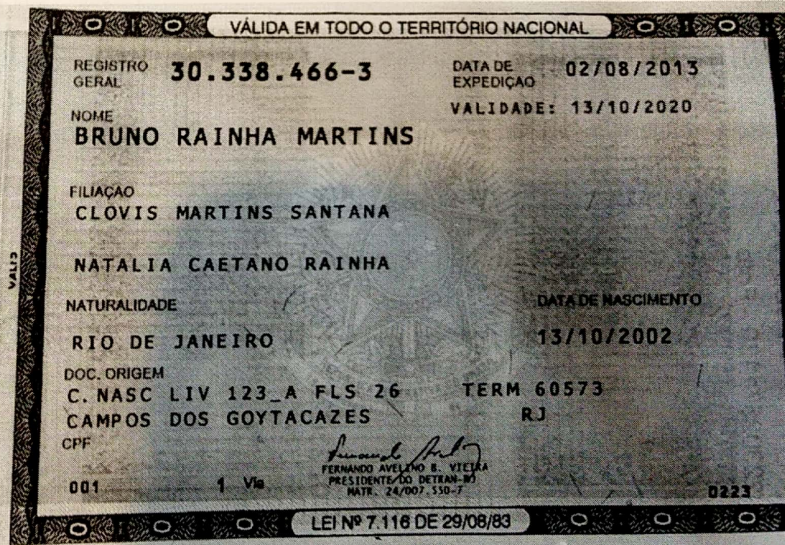 VÁLIDA EM TODO O TERRITÓRIO NACIONAL
REGISTRO GERAL 30.338.466-3 DATA DE EXPEDIÇÃO 02/08/2013
VALIDADE: 13/10/2020
NOME
BRUNO RAINHA MARTINS
FILIAÇÃO
CLOVIS MARTINS SANTANA
NATALIA CAETANO RAINHA
NATURALIDADE DATA DE NASCIMENTO
RIO DE JANEIRO 13/10/2002
DOC. ORIGEM
C.NASC LIV 123_A FLS 26 TERM 60573
CAMPOS DOS GOYTACAZES RJ
CPF
FERNANDO AVELINO B. VIEIRA
PRESIDENTE DO DETRAN-RJ
MATR. 24/007.550-7
001 1 Via 0223
LEI Nº 7.116 DE 29/08/83